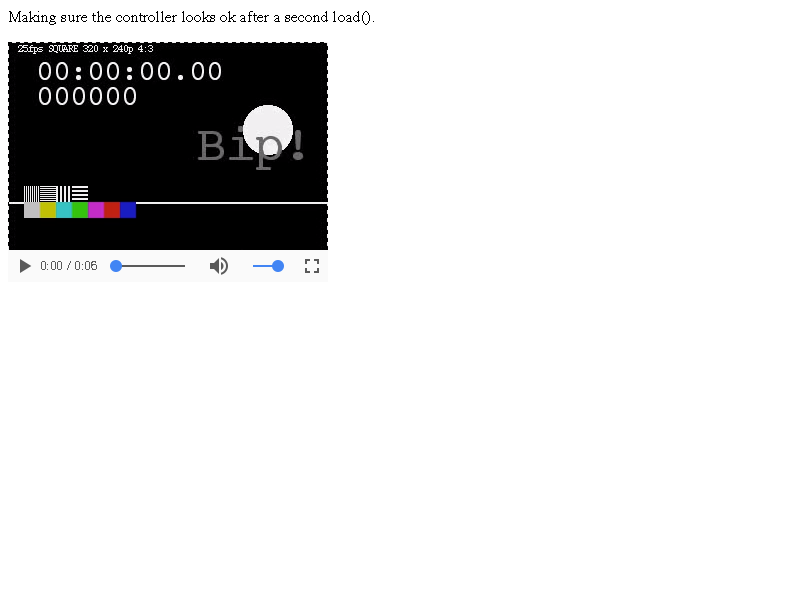 Making sure the controller looks ok after a second load().
25fps SQUARE 320 x 240p 4:3
00:00:00.00
000000
Bip!
0:00 / 0:06